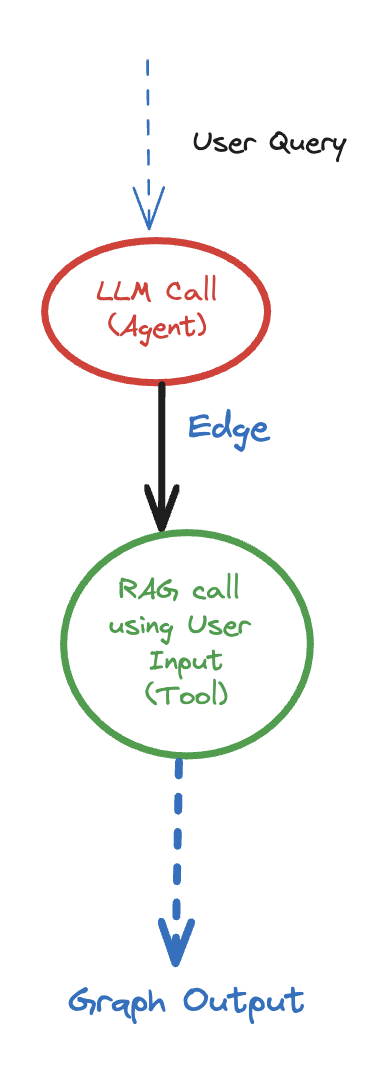 User Query
LLM Call
(Agent)
Edge
RAG call
using User
Input
(Tool)
Graph Output